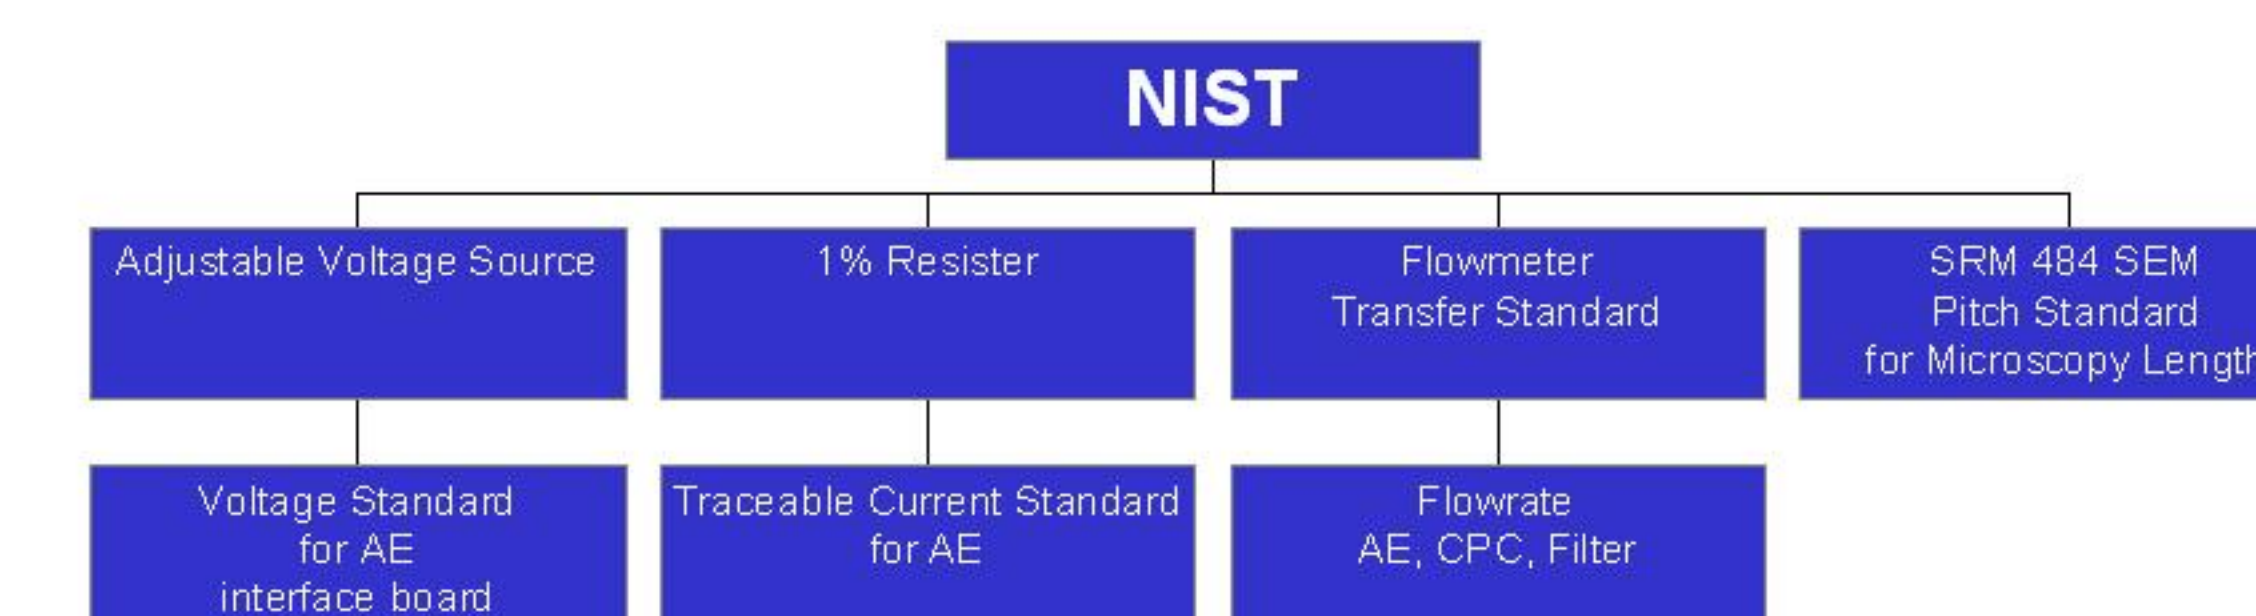 NIST
Adjustable Voltage Source
1% Resister
Flowmeter
Transfer Standard
SRM 484 SEM
Pitch Standard
for Microscopy Length
Voltage Standard
for AE
interface board
Traceable Current Standard
for AE
Flowrate
AE, CPC, Filter